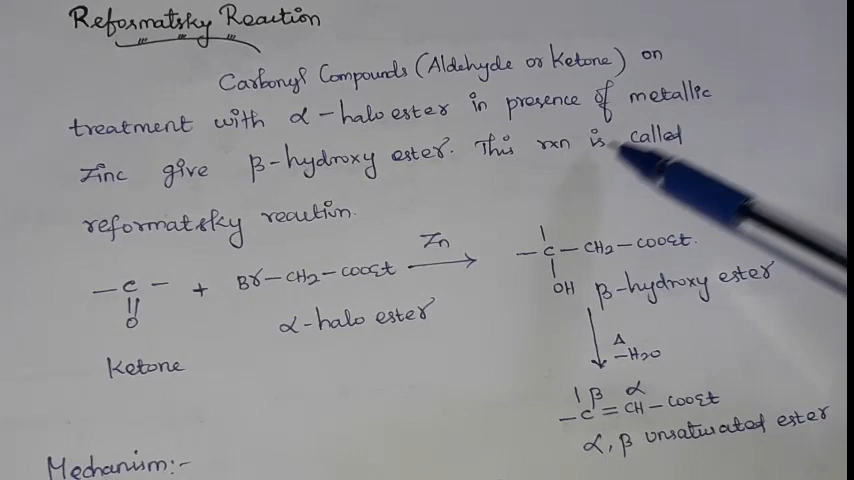 Reformatsky Reaction
Carbonyl Compounds (Aldehyde or Ketone) on
treatment with α-halo ester in presence of metallic
Zinc give β-hydroxy ester. This rxn is called
reformatsky reaction.
Zn
—C— + Br—CH2—COOEt ⟶ —C—CH2—COOEt.
O
OH
α-halo ester
β-hydroxy ester
Ketone
Δ
—H2O
β α
—C=CH—COOEt
α, β unsaturated ester
Mechanism:-